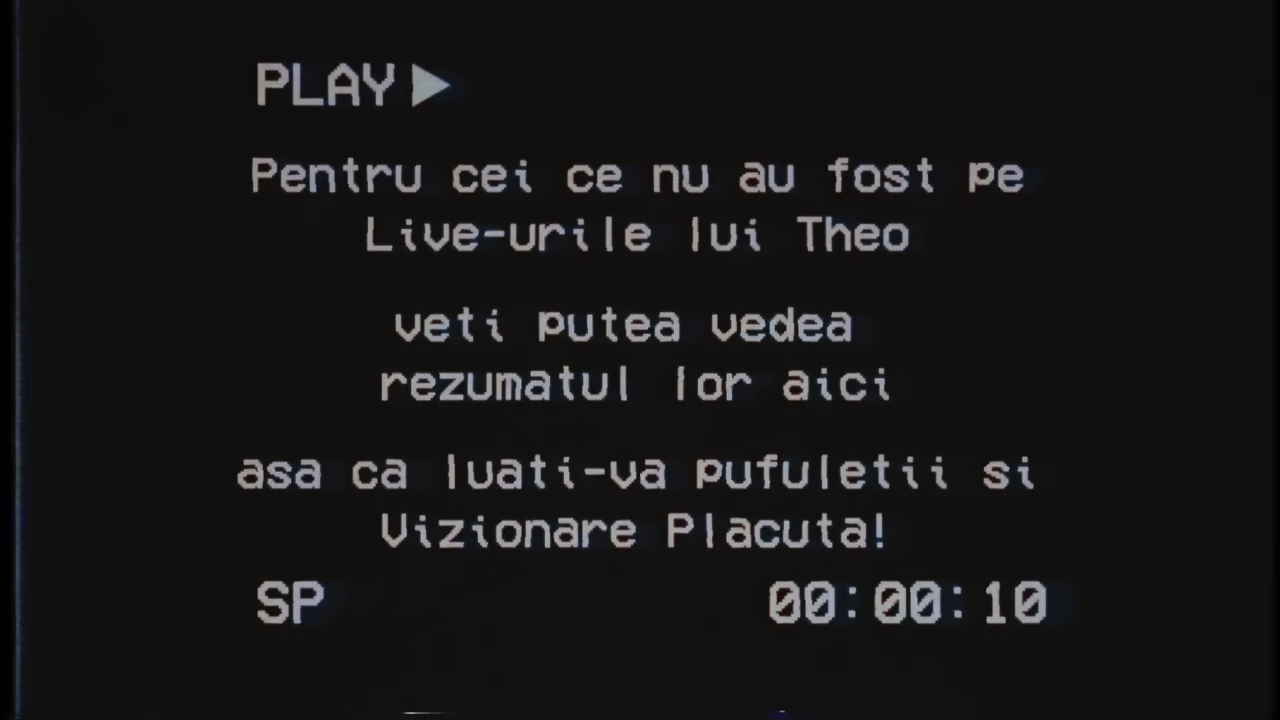 PLAY▶
Pentru cei ce nu au fost pe
Live-urile lui Theo
veti putea vedea
rezumatul lor aici
asa ca luati-va pufuletii si
Vizionare Placuta!
SP 00:00:10